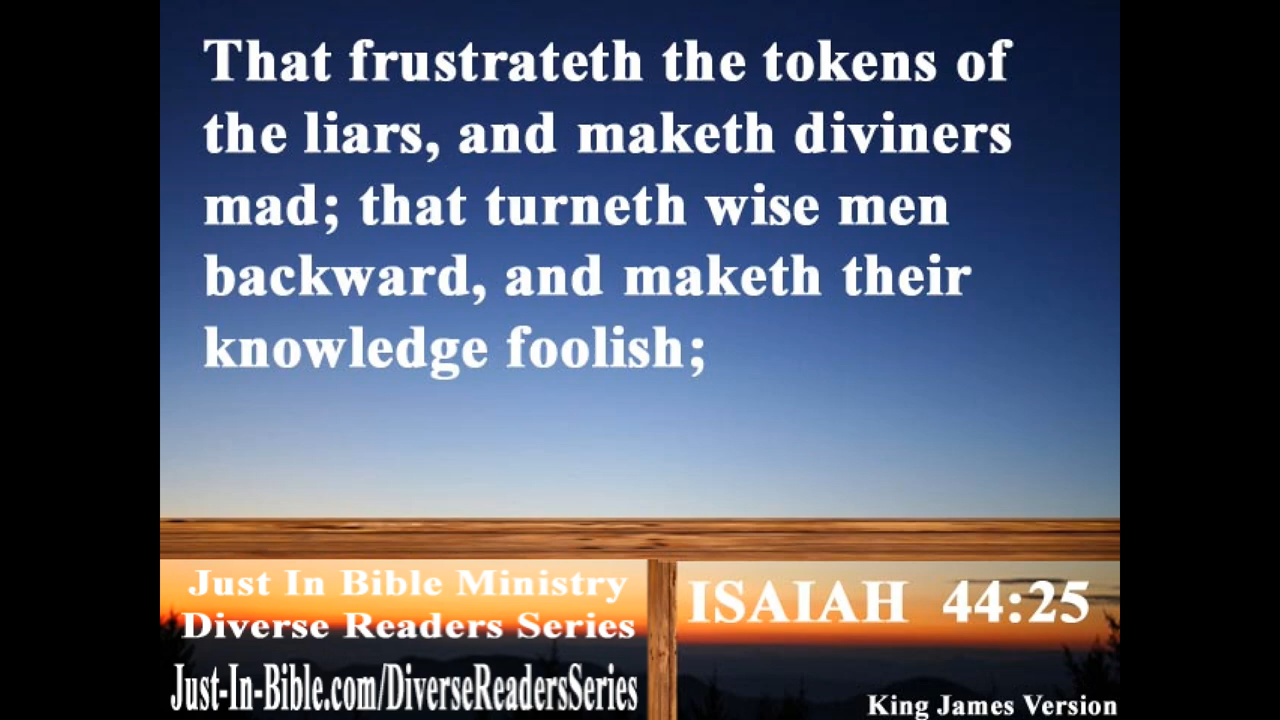 That frustrateth the tokens of
the liars, and maketh diviners
mad; that turneth wise men
backward, and maketh their
knowledge foolish;
Just In Bible Ministry
Diverse Readers Series
Just-In-Bible.com/DiverseReadersSeries
ISAIAH 44:25
King James Version